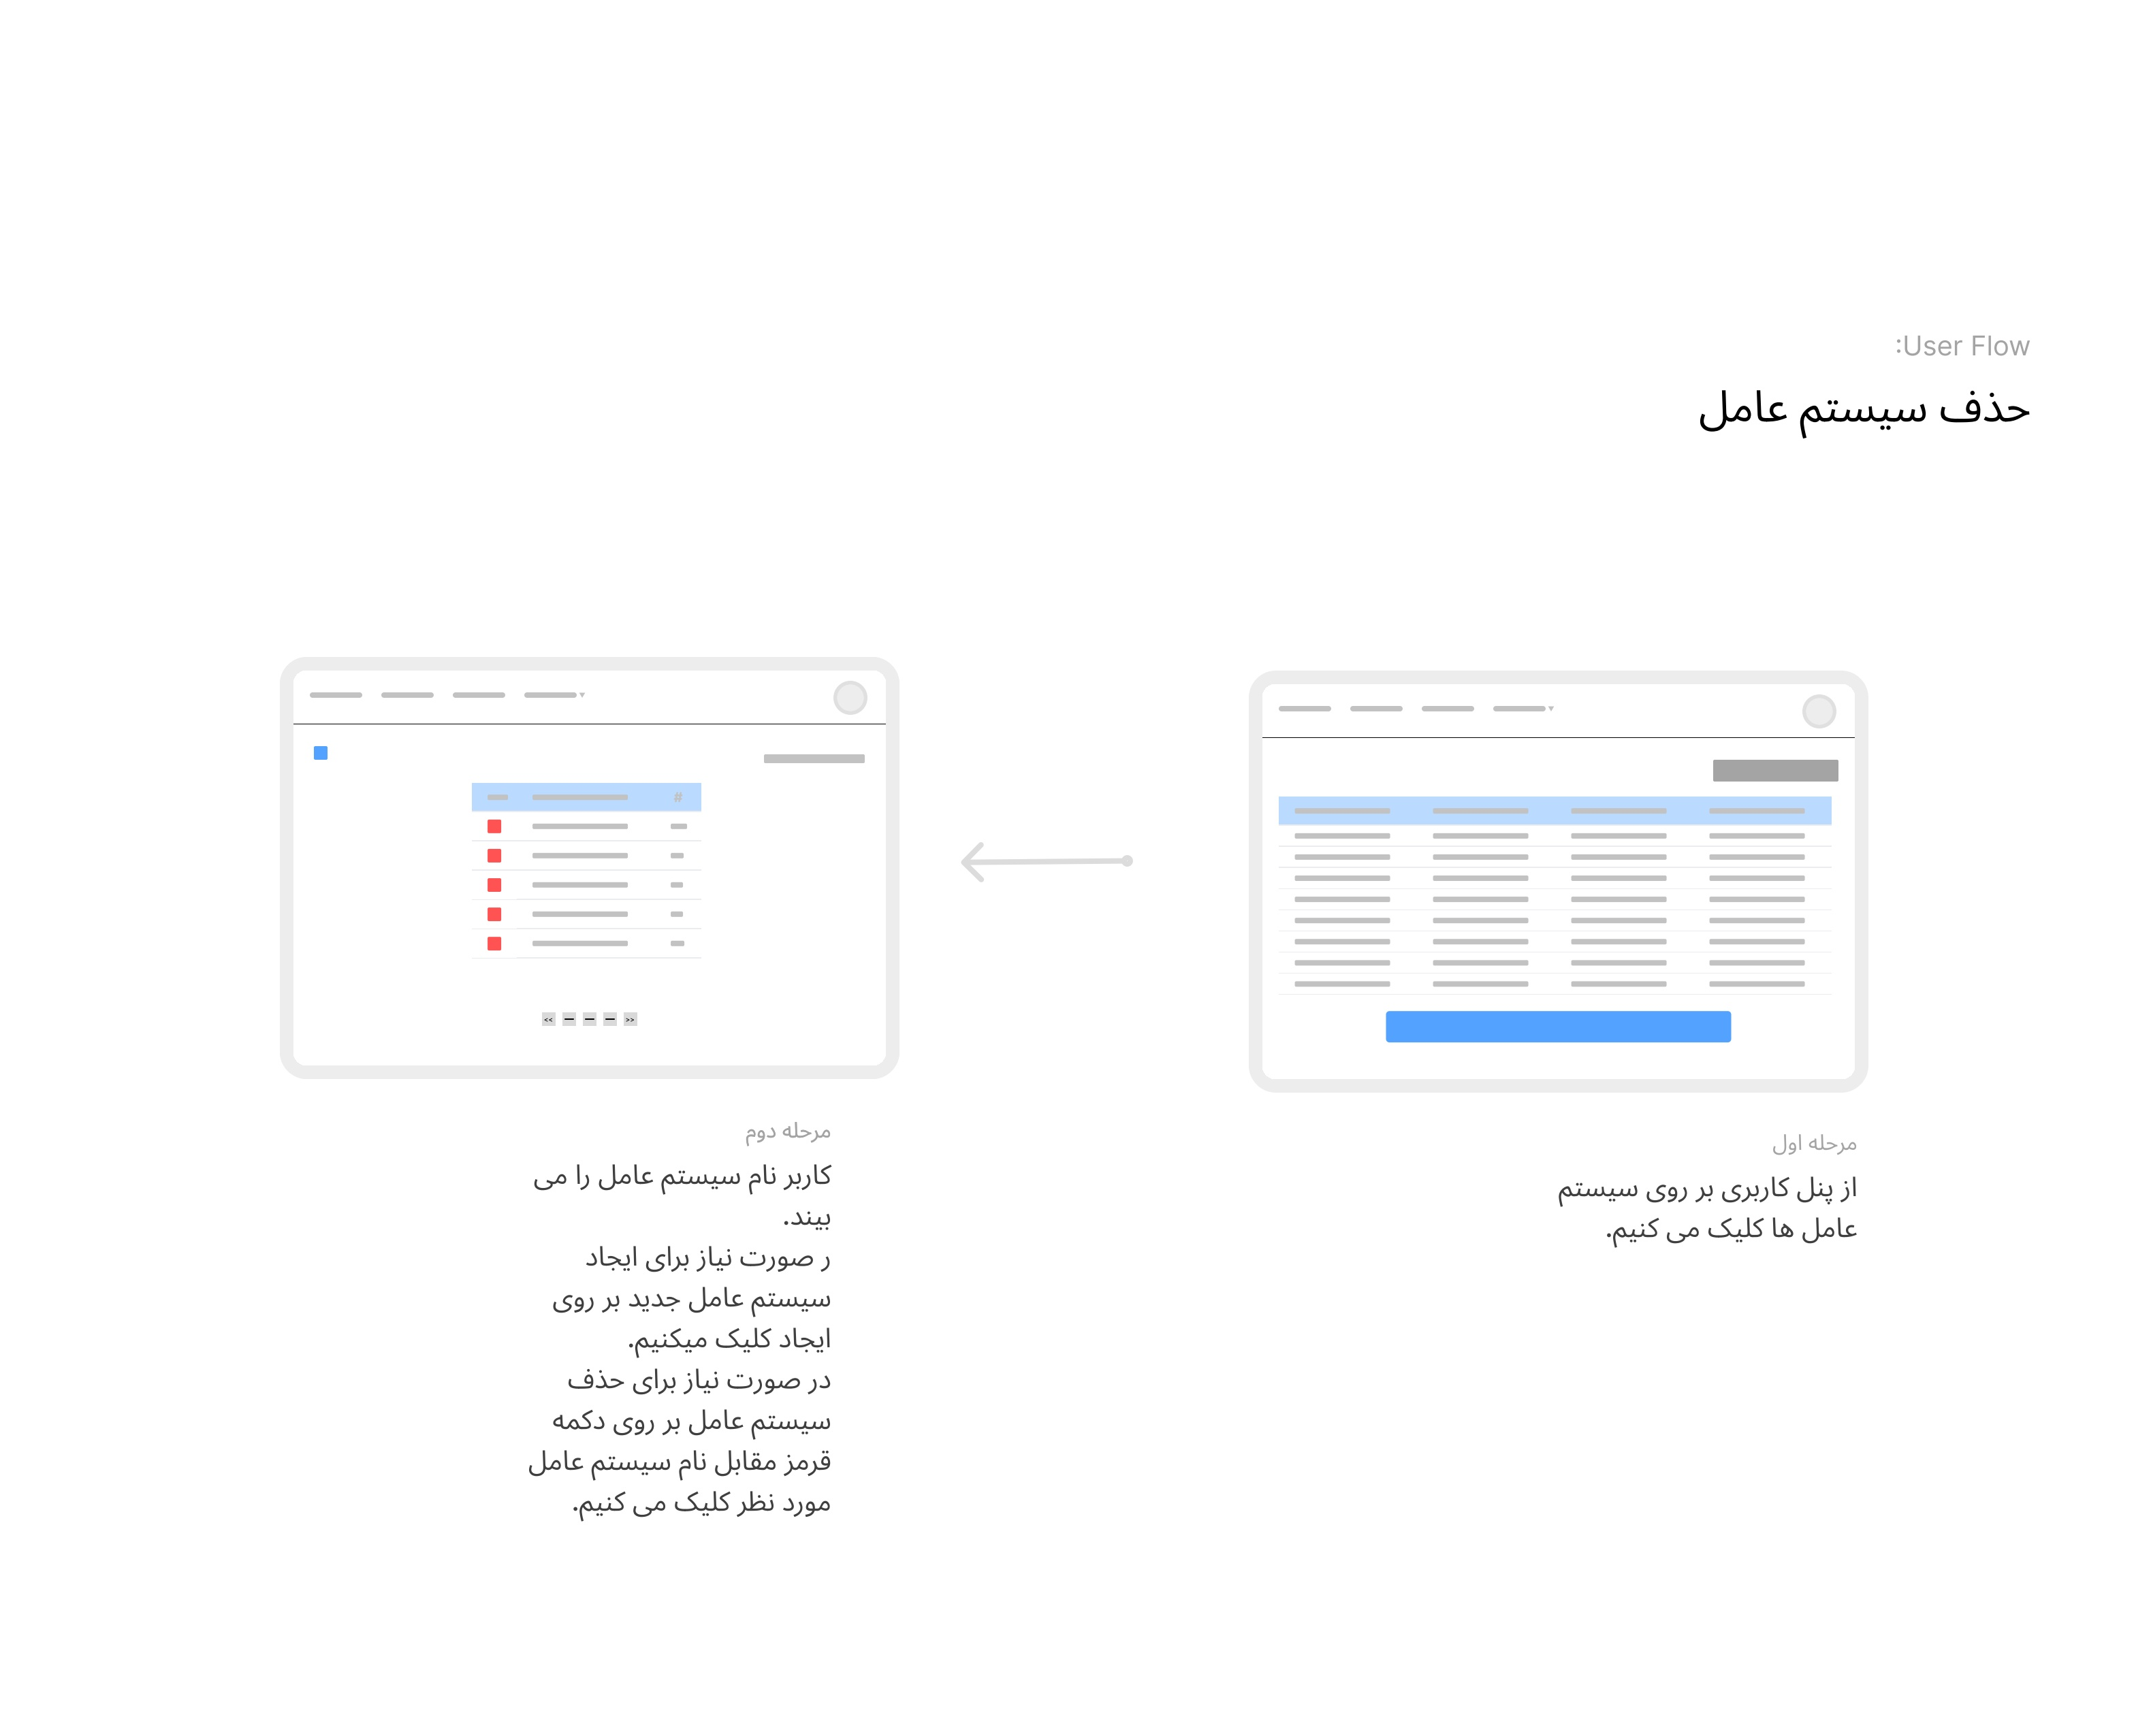 User Flow:
حذف سیستم عامل
مرحله اول
از پنل کاربری بر روی سیستم
عامل ها کلیک می کنیم.
#
<< >>
مرحله دوم
کاربر نام سیستم عامل را می
بیند.
ر صورت نیاز برای ایجاد
سیستم عامل جدید بر روی
ایجاد کلیک میکنیم.
در صورت نیاز برای حذف
سیستم عامل بر روی دکمه
قرمز مقابل نام سیستم عامل
مورد نظر کلیک می کنیم.